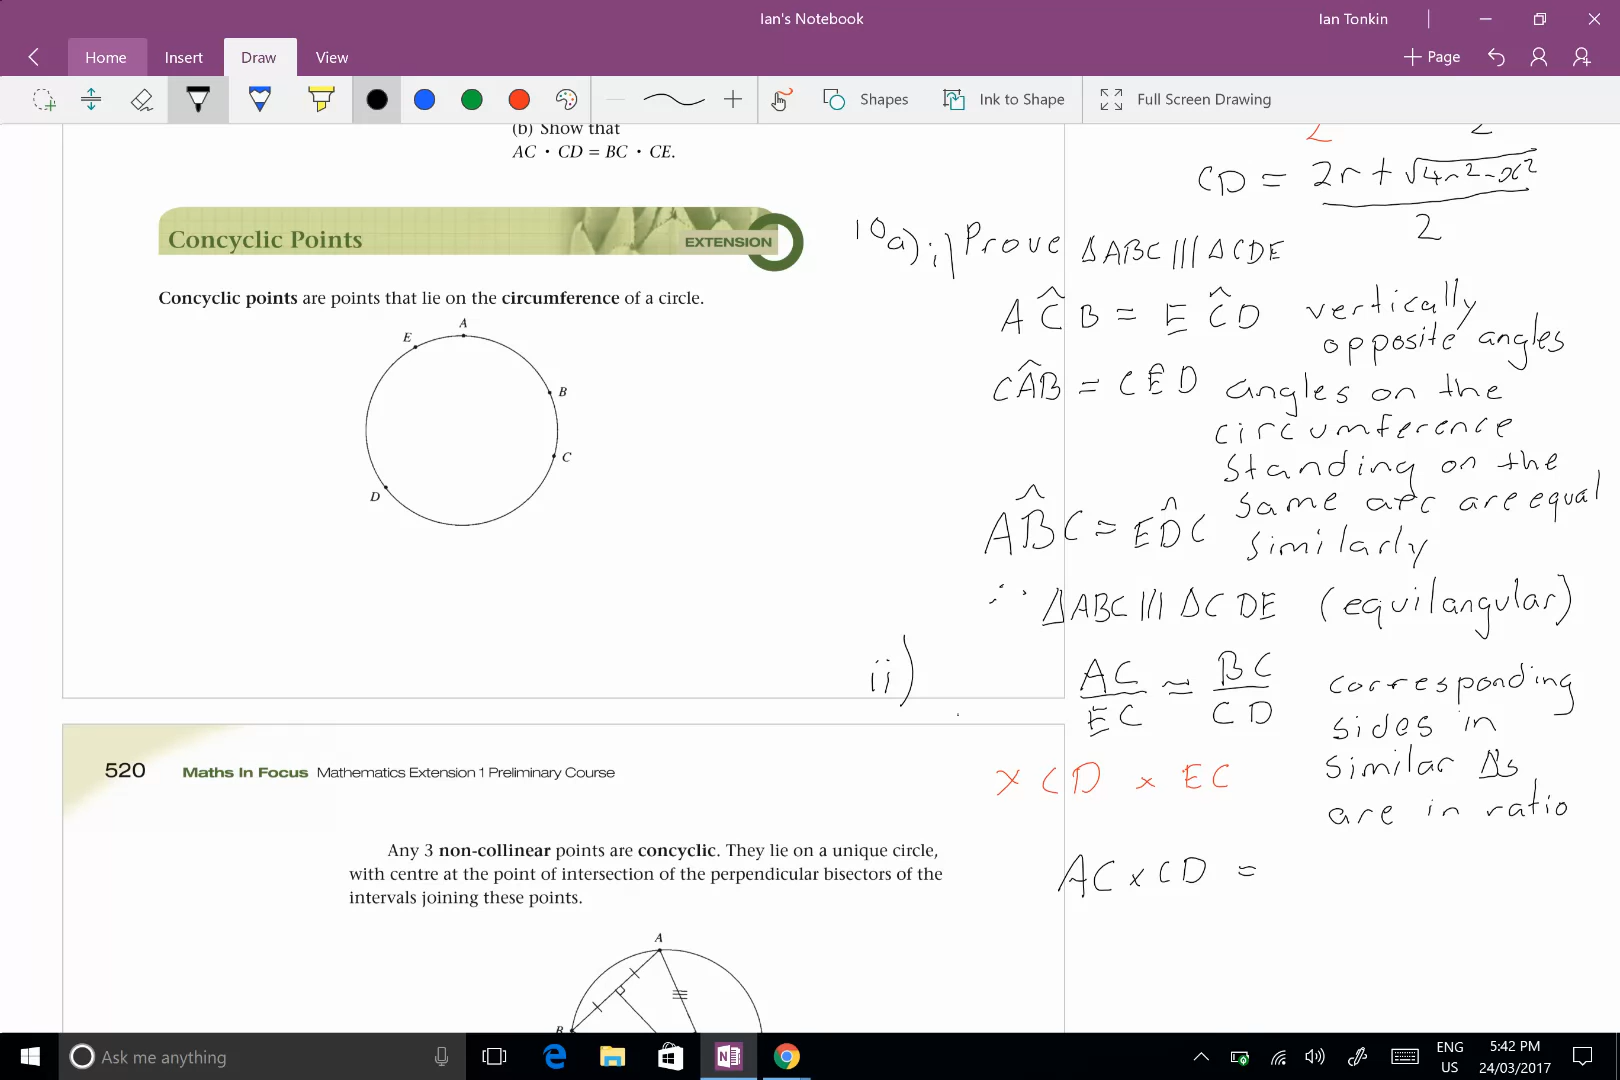 Ian's Notebook
Ian Tonkin
Home Insert Draw View
Page
Shapes Ink to Shape Full Screen Drawing
(b) Show that
AC · CD = BC · CE.
Concyclic Points
EXTENSION
Concyclic points are points that lie on the circumference of a circle.
A
E
B
C
D
2 2
CD = 2r + √4r²-x²
2
10a) i) Prove ΔABC ||| ΔCDE
AĈB = EĈD vertically
opposite angles
CÂB = CÊD angles on the
circumference
standing on the
same arc are equal
AB̂C = ED̂C similarly
∴ ΔABC ||| ΔCDE (equilangular)
ii) AC/EC = BC/CD corresponding
sides in
similar Δs
are in ratio
× CD × EC
AC × CD =
520 Maths In Focus Mathematics Extension 1 Preliminary Course
Any 3 non-collinear points are concyclic. They lie on a unique circle,
with centre at the point of intersection of the perpendicular bisectors of the
intervals joining these points.
A
B
Ask me anything
N
ENG
US
5:42 PM
24/03/2017